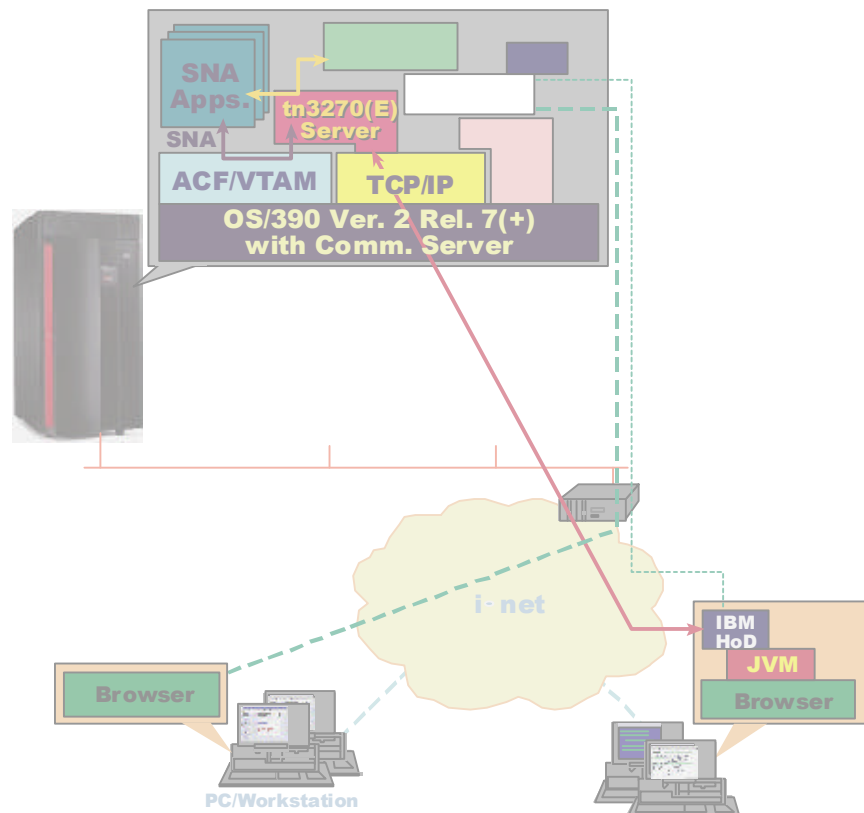 SNA
Apps.
tn3270(E)
Server
SNA
ACF/VTAM
TCP/IP
OS/390 Ver. 2 Rel. 7(+)
with Comm. Server
i- net
IBM
HoD
JVM
Browser
Browser
PC/Workstation